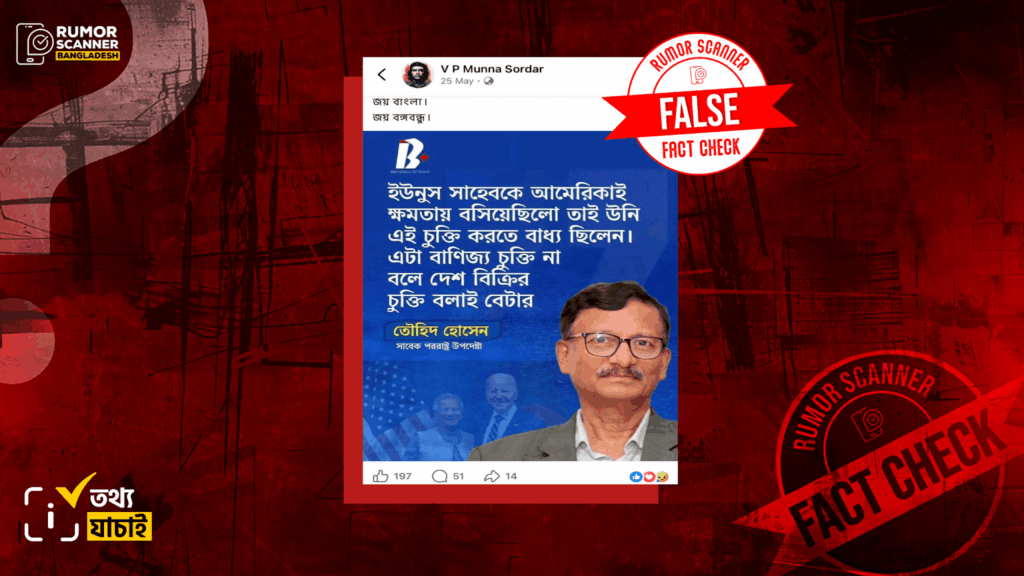 RUMOR
SCANNER
BANGLADESH
V P Munna Sordar
25 May
জয় বাংলা।
জয় বঙ্গবন্ধু।
B
ইউনুস সাহেবকে আমেরিকাই
ক্ষমতায় বসিয়েছিলো তাই উনি
এই চুক্তি করতে বাধ্য ছিলেন।
এটা বাণিজ্য চুক্তি না
বলে দেশ বিক্রির
চুক্তি বলাই বেটার
তৌহিদ হোসেন
সাবেক পররাষ্ট্র উপদেষ্টা
197
51
14
RUMOR SCANNER
FALSE
FACT CHECK
RUMOR SCANNER
FACT CHECK
i
তথ্য
যাচাই